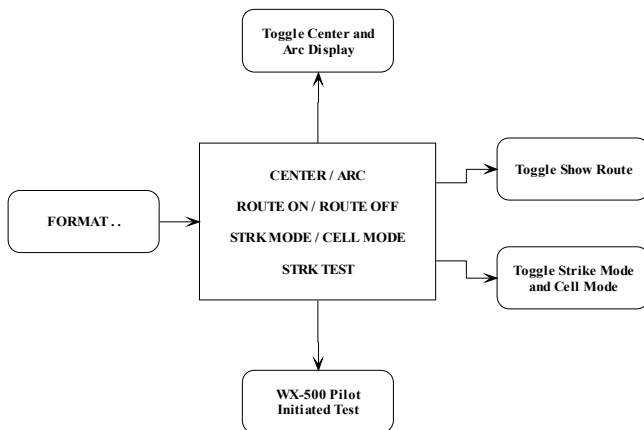 Toggle Center and
Arc Display
CENTER / ARC
ROUTE ON / ROUTE OFF
STRK MODE / CELL MODE
STRK TEST
Toggle Show Route
FORMAT . .
Toggle Strike Mode
and Cell Mode
WX-500 Pilot
Initiated Test